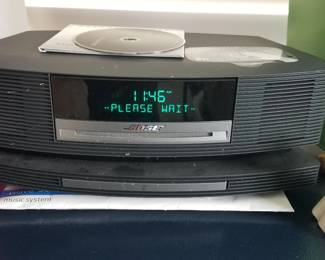 11:46
-PLEASE WAIT-
BOSE
music system